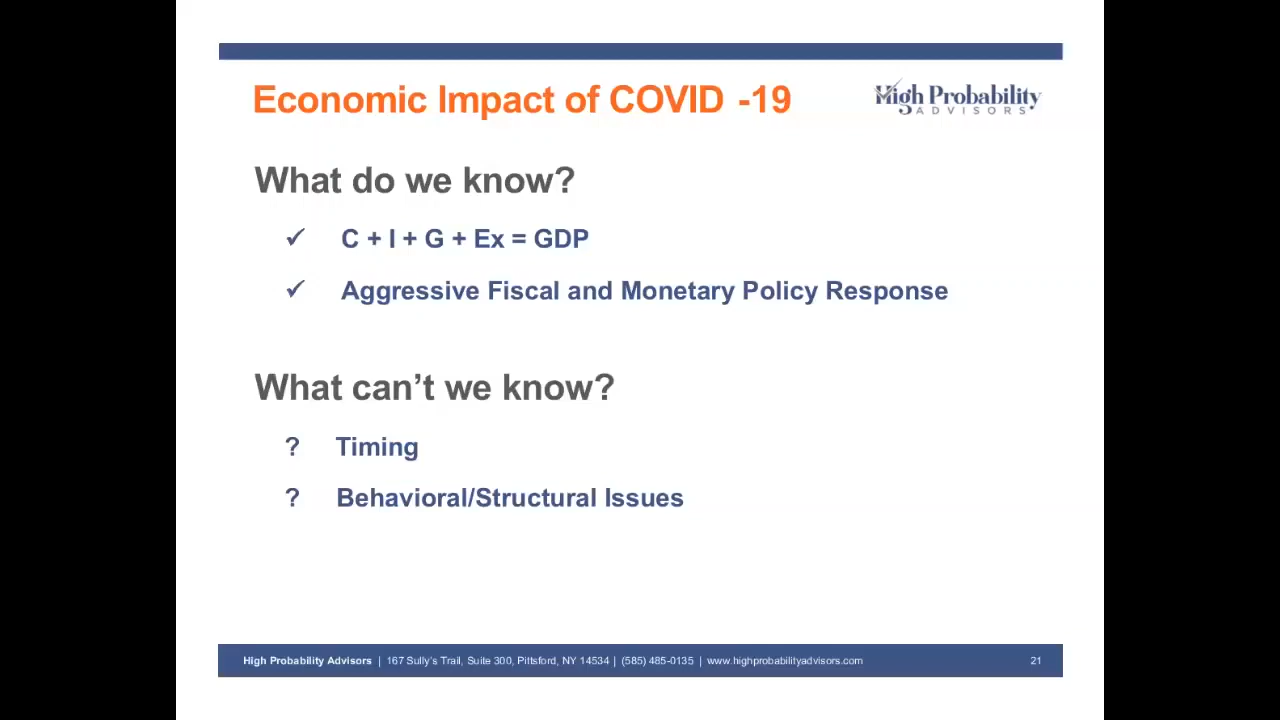 Economic Impact of COVID -19
High Probability
ADVISORS
What do we know?
✓ C + I + G + Ex = GDP
✓ Aggressive Fiscal and Monetary Policy Response
What can’t we know?
? Timing
? Behavioral/Structural Issues
High Probability Advisors | 167 Sully’s Trail, Suite 300, Pittsford, NY 14534 | (585) 485-0135 | www.highprobabilityadvisors.com 21